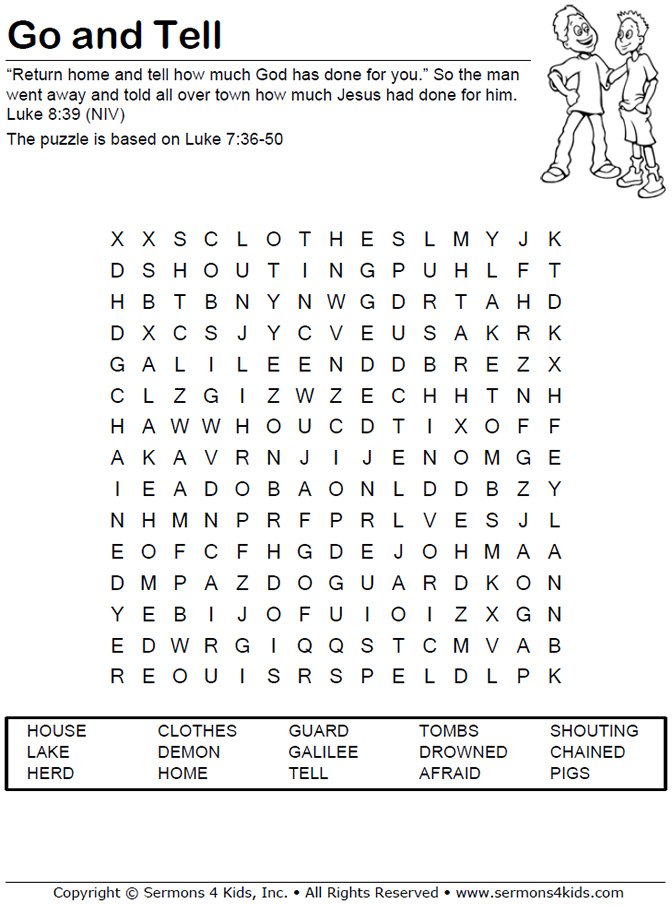 Go and Tell
“Return home and tell how much God has done for you.” So the man
went away and told all over town how much Jesus had done for him.
Luke 8:39 (NIV)
The puzzle is based on Luke 7:36-50
X X S C L O T H E S L M Y J K
D S H O U T I N G P U H L F T
H B T B N Y N W G D R T A H D
D X C S J Y C V E U S A K R K
G A L I L E E N D D B R E Z X
C L Z G I Z W Z E C H H T N H
H A W W H O U C D T I X O F F
A K A V R N J I J E N O M G E
I E A D O B A O N L D D B Z Y
N H M N P R F P R L V E S J L
E O F C F H G D E J O H M A A
D M P A Z D O G U A R D K O N
Y E B I J O F U I O I Z X G N
E D W R G I Q Q S T C M V A B
R E O U I S R S P E L D L P K
HOUSE CLOTHES GUARD TOMBS SHOUTING
LAKE DEMON GALILEE DROWNED CHAINED
HERD HOME TELL AFRAID PIGS
Copyright © Sermons 4 Kids, Inc. • All Rights Reserved • www.sermons4kids.com